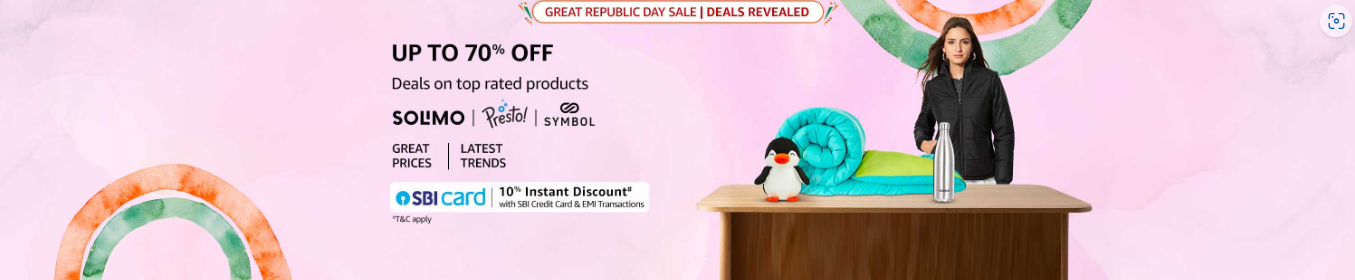 GREAT REPUBLIC DAY SALE | DEALS REVEALED
UP TO 70% OFF
Deals on top rated products
SOLIMO | Presto! | SYMBOL
GREAT PRICES | LATEST TRENDS
SBI card | 10% Instant Discount#
with SBI Credit Card & EMI Transactions
#T&C apply